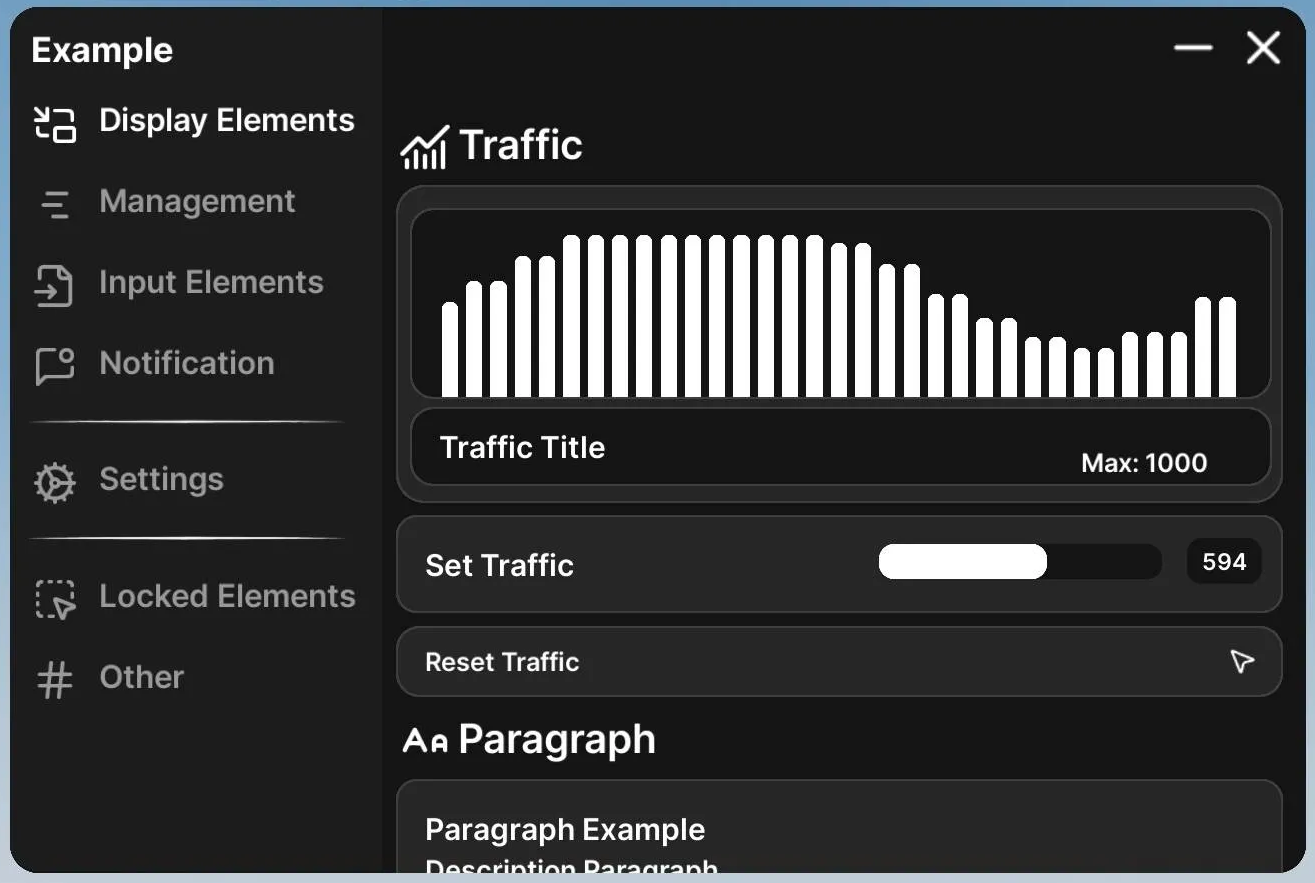 Example
Display Elements
Management
Input Elements
Notification
Settings
Locked Elements
Other
Traffic
Traffic Title
Max: 1000
Set Traffic
594
Reset Traffic
Aa Paragraph
Paragraph Example
Description Paragraph